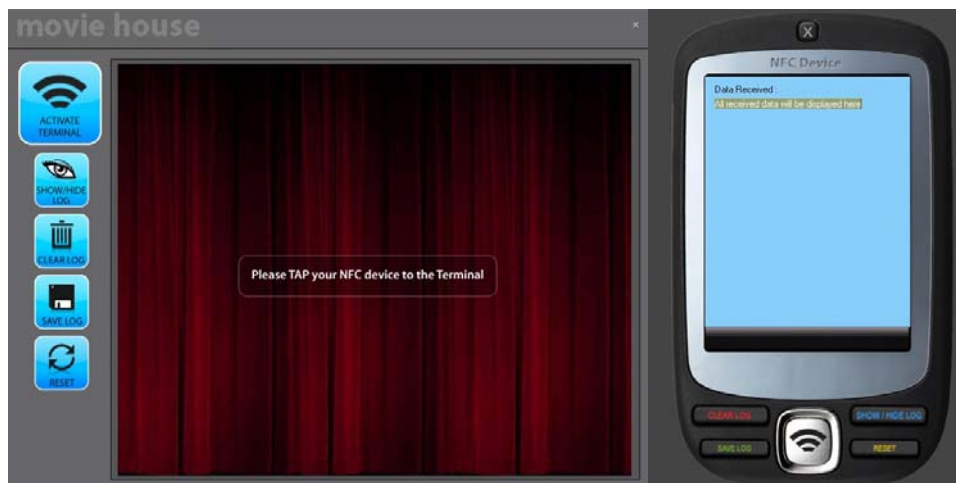 movie house
×
ACTIVATE
TERMINAL
SHOW/HIDE
LOG
CLEAR LOG
SAVE LOG
RESET
Please TAP your NFC device to the Terminal
X
NFC Device
Data Received :
All received data will be displayed here
CLEAR LOG
SHOW / HIDE LOG
SAVE LOG
RESET